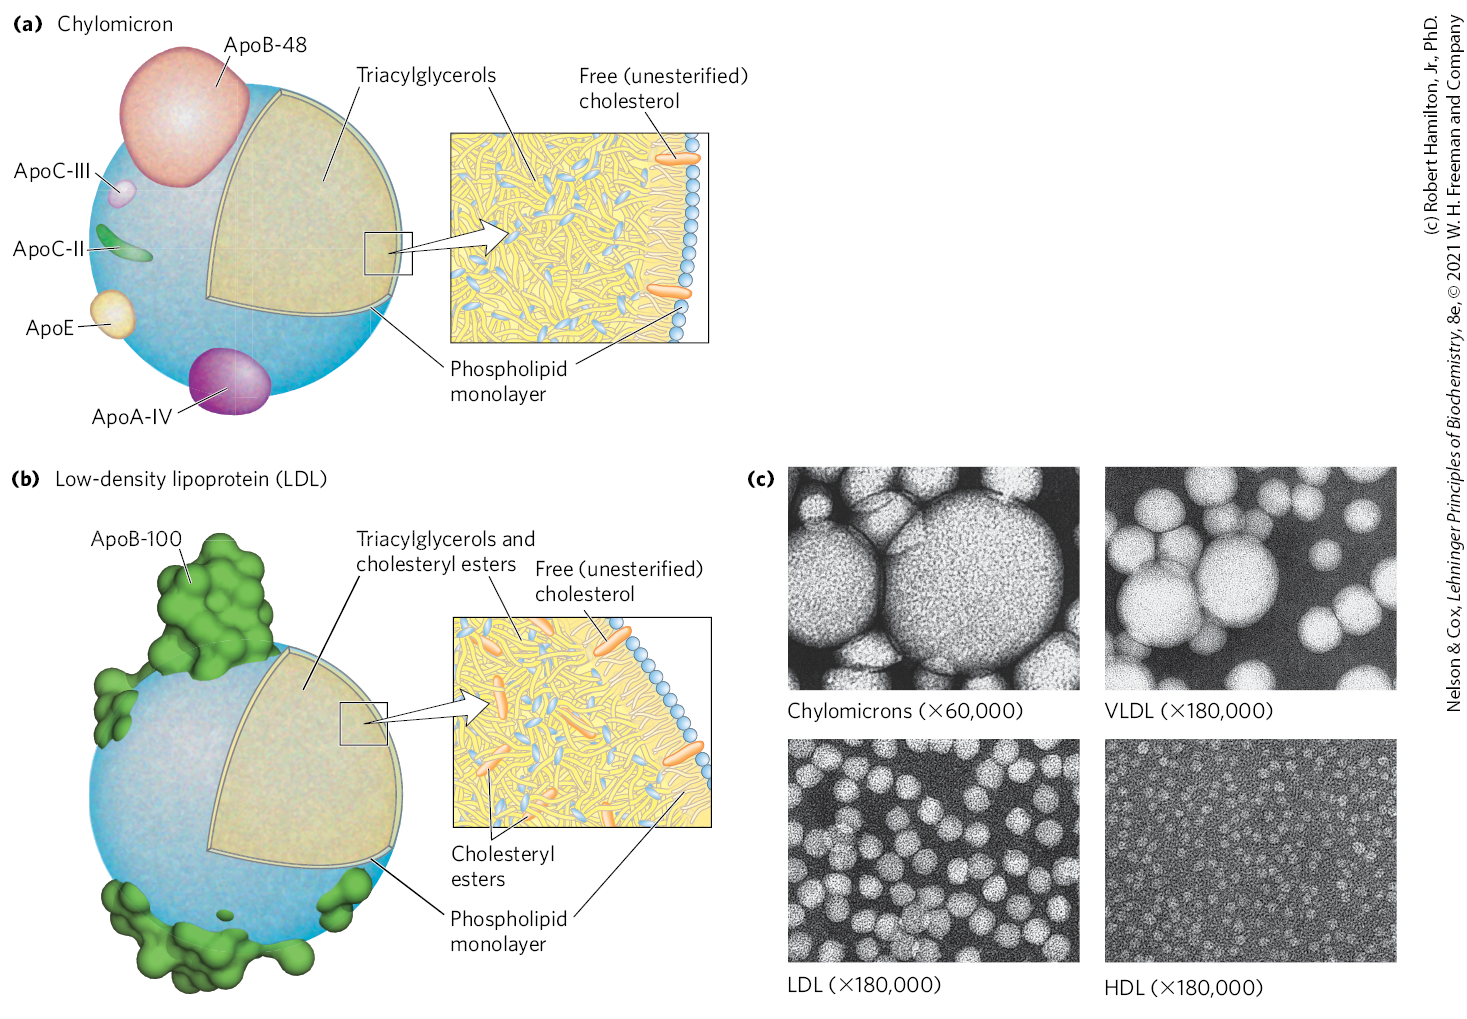 (a) Chylomicron
ApoB-48
Triacylglycerols
Free (unesterified)
cholesterol
ApoC-III
ApoC-II
ApoE
ApoA-IV
Phospholipid
monolayer
(b) Low-density lipoprotein (LDL)
ApoB-100
Triacylglycerols and
cholesteryl esters
Free (unesterified)
cholesterol
Cholesteryl
esters
Phospholipid
monolayer
(c)
Chylomicrons (×60,000)
VLDL (×180,000)
LDL (×180,000)
HDL (×180,000)
(c) Robert Hamilton, Jr., PhD.
Nelson & Cox, Lehninger Principles of Biochemistry, 8e, © 2021 W. H. Freeman and Company